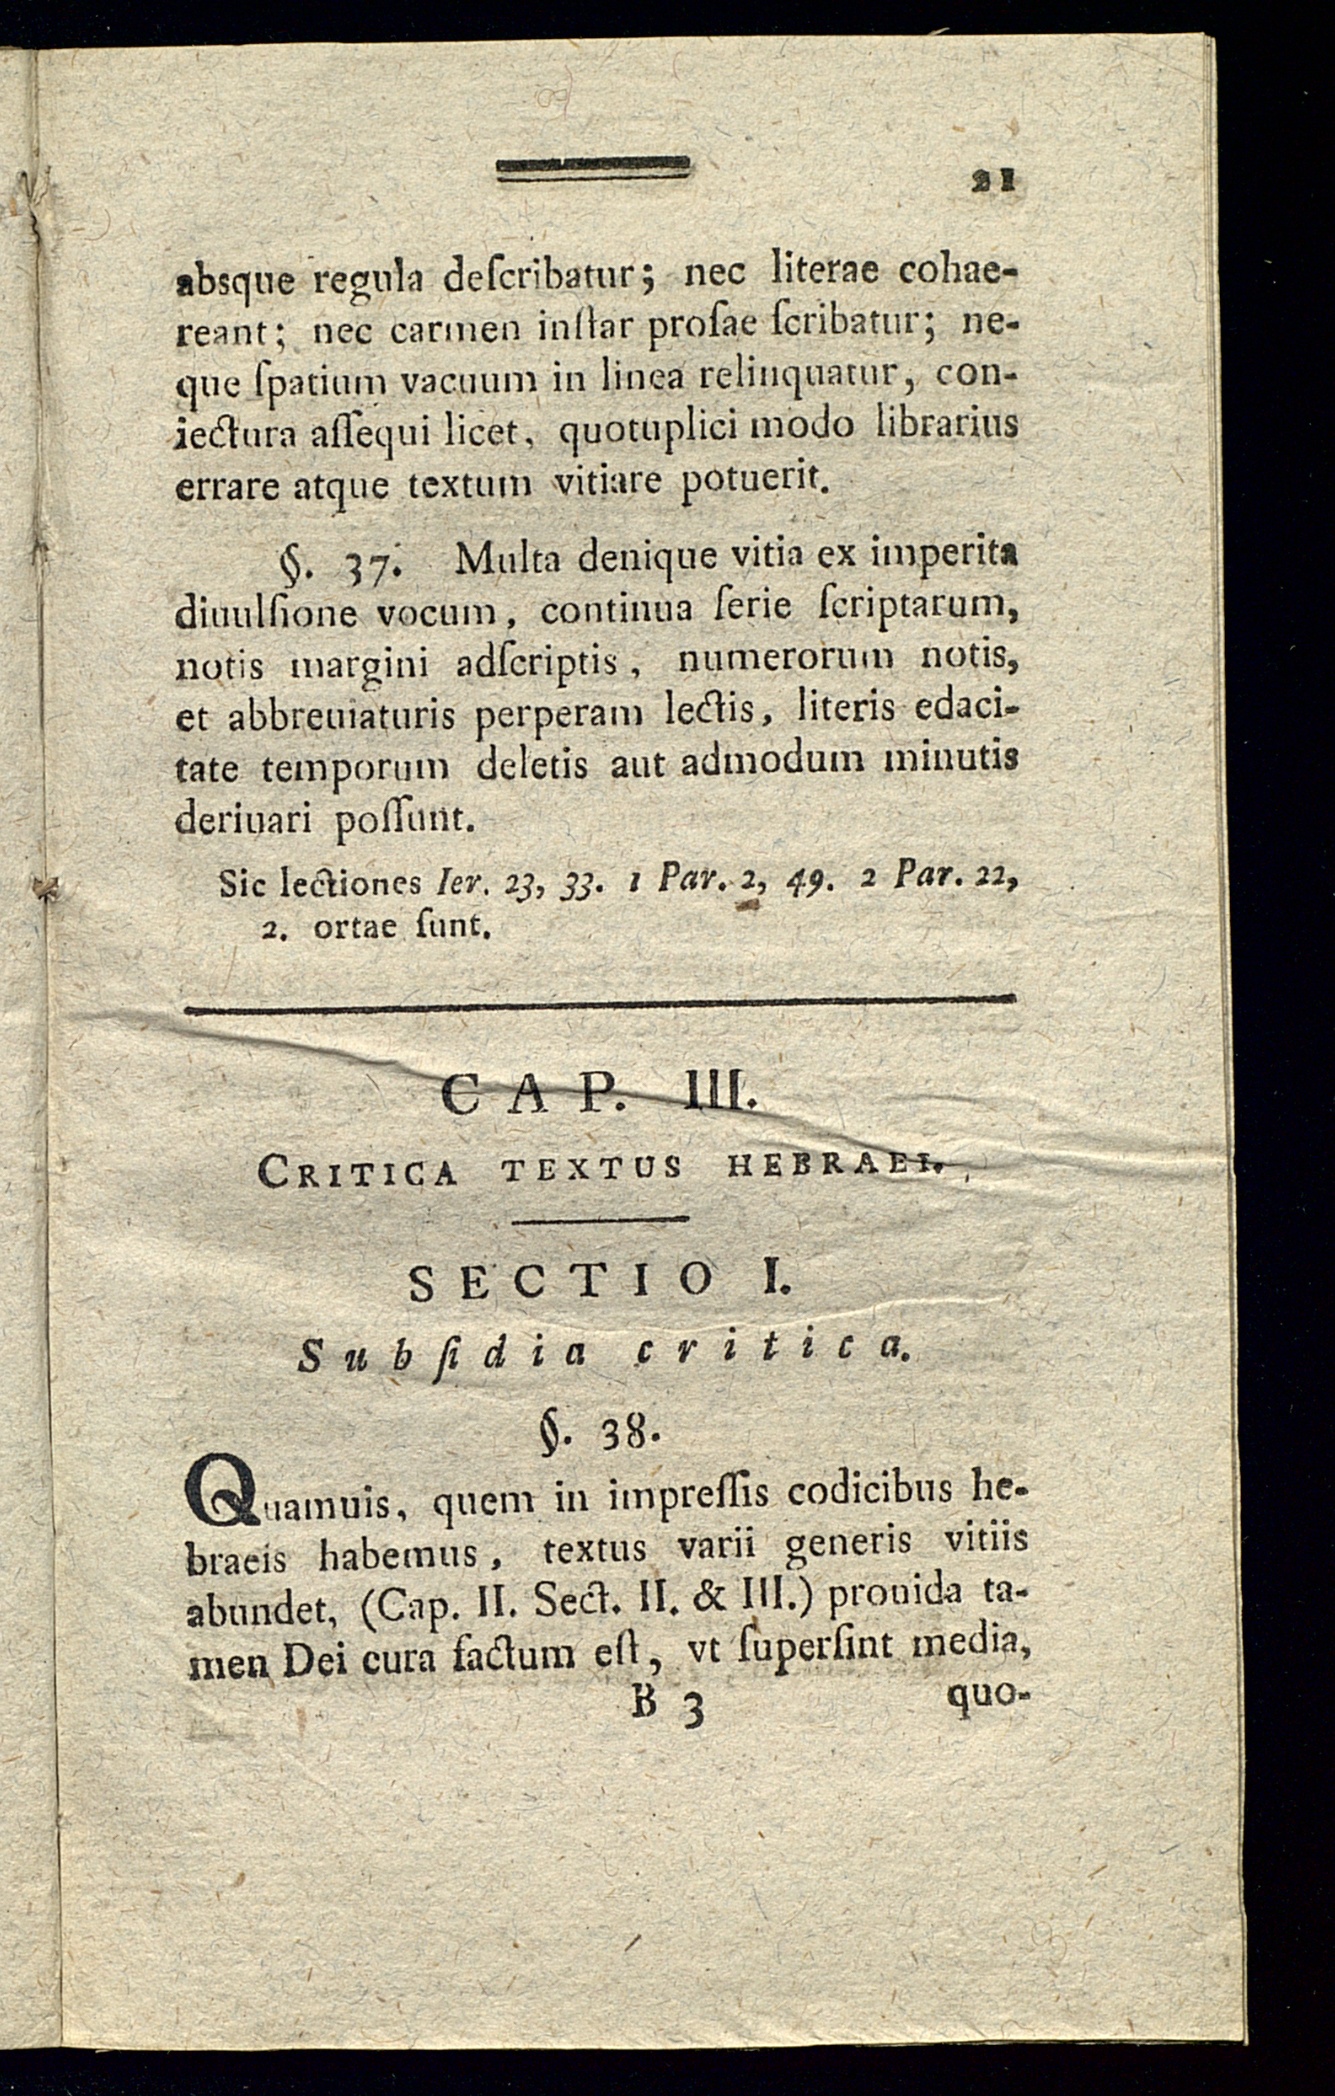 21
absque regula deſcribatur; nec literae cohae-
reant; nec carmen inſtar proſae ſcribatur; ne-
que ſpatium vacuum in linea relinquatur, con-
iectura aſſequi licet, quotuplici modo librarius
errare atque textum vitiare potuerit.
§. 37. Multa denique vitia ex imperita
diuulſione vocum, continua ſerie ſcriptarum,
notis margini adſcriptis, numerorum notis,
et abbreuiaturis perperam lectis, literis edaci-
tate temporum deletis aut admodum minutis
deriuari poſſunt.
Sic lectiones Ier. 23, 33. 1 Par. 2, 49. 2 Par. 22,
2. ortae ſunt.
CAP. III.
CRITICA TEXTUS HEBRAEI.
SECTIO I.
Subſidia critica.
§. 38.
Quamuis, quem in impreſſis codicibus he-
braeis habemus, textus varii generis vitiis
abundet, (Cap. II. Sect. II. & III.) prouida ta-
men Dei cura factum eſt, vt ſuperſint media,
B 3 quo-